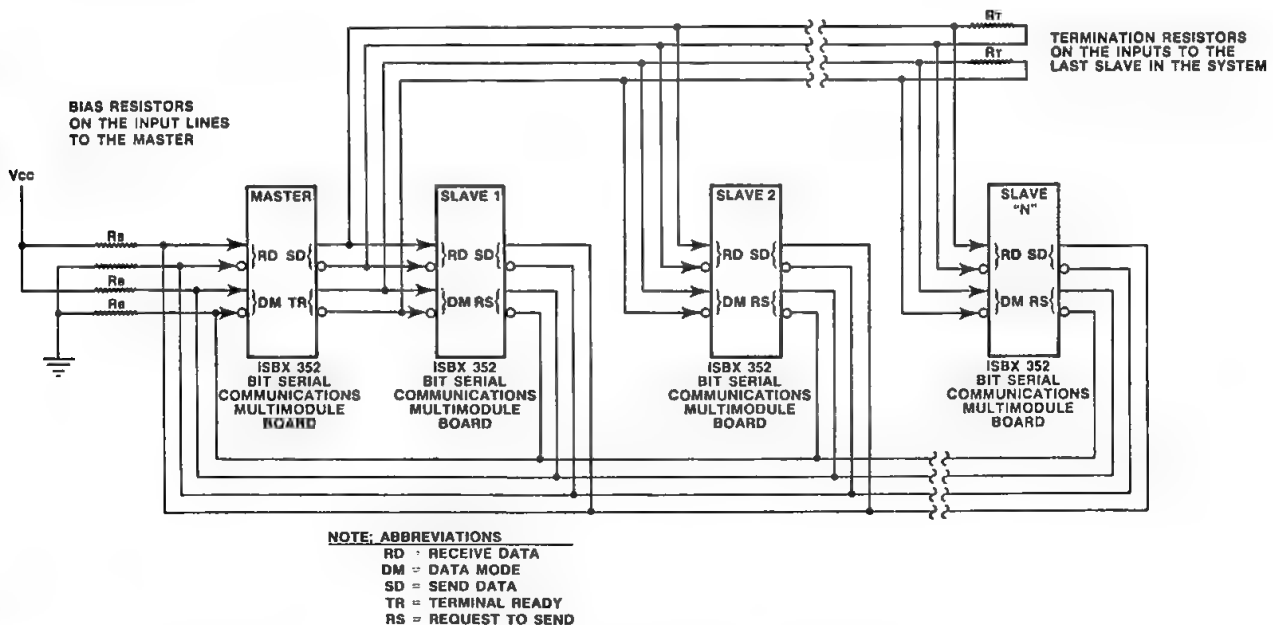 RT
RT
TERMINATION RESISTORS
ON THE INPUTS TO THE
LAST SLAVE IN THE SYSTEM
BIAS RESISTORS
ON THE INPUT LINES
TO THE MASTER
Vcc
RB
RB
RB
MASTER
RD SD
DM TR
ISBX 352
BIT SERIAL
COMMUNICATIONS
MULTIMODULE
BOARD
SLAVE 1
RD SD
DM RS
ISBX 352
BIT SERIAL
COMMUNICATIONS
MULTIMODULE
BOARD
SLAVE 2
RD SD
DM RS
ISBX 352
BIT SERIAL
COMMUNICATIONS
MULTIMODULE
BOARD
SLAVE
"N"
RD SD
DM RS
ISBX 352
BIT SERIAL
COMMUNICATIONS
MULTIMODULE
BOARD
NOTE: ABBREVIATIONS
RD = RECEIVE DATA
DM = DATA MODE
SD = SEND DATA
TR = TERMINAL READY
RS = REQUEST TO SEND